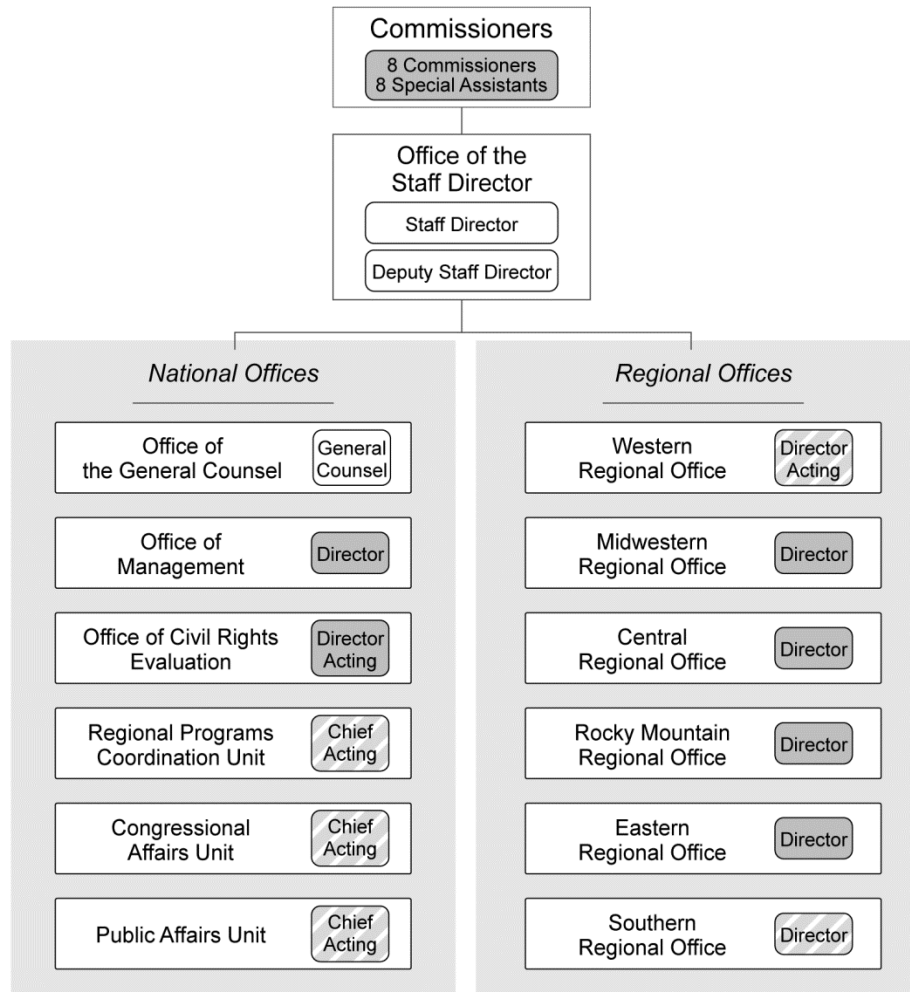 Commissioners
8 Commissioners
8 Special Assistants
Office of the
Staff Director
Staff Director
Deputy Staff Director
National Offices
Office of
the General Counsel
General
Counsel
Office of
Management
Director
Office of Civil Rights
Evaluation
Director
Acting
Regional Programs
Coordination Unit
Chief
Acting
Congressional
Affairs Unit
Chief
Acting
Public Affairs Unit
Chief
Acting
Regional Offices
Western
Regional Office
Director
Acting
Midwestern
Regional Office
Director
Central
Regional Office
Director
Rocky Mountain
Regional Office
Director
Eastern
Regional Office
Director
Southern
Regional Office
Director